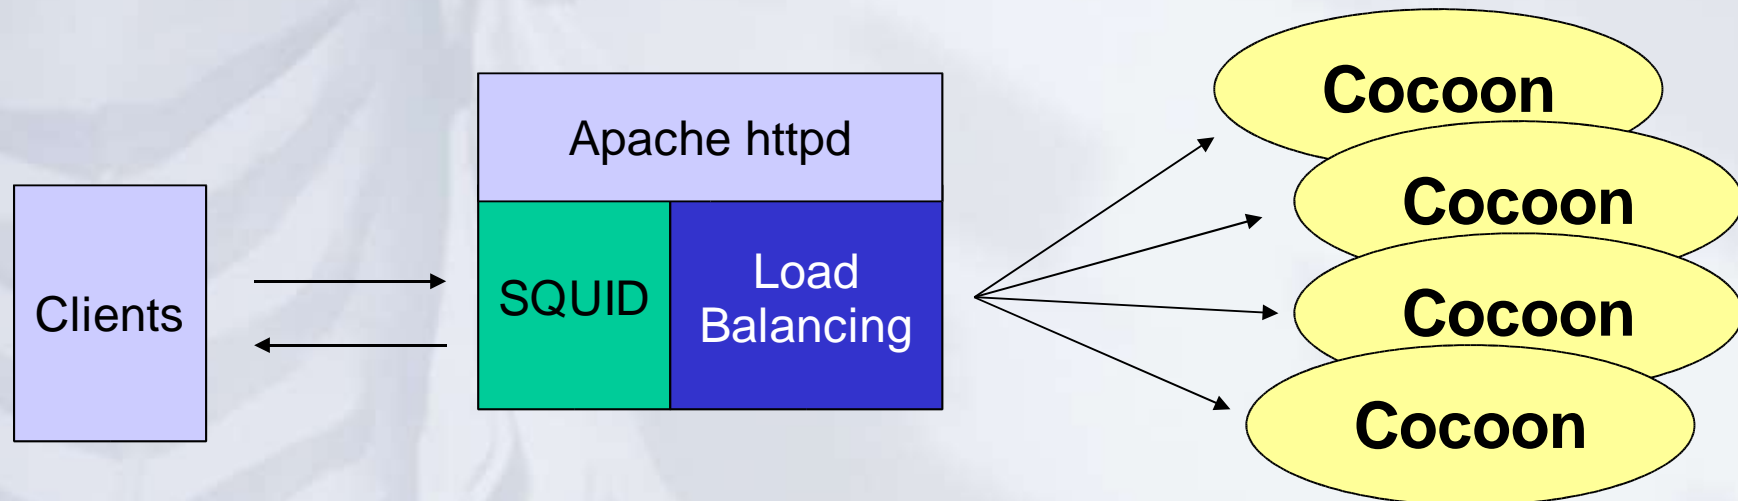 Clients
Apache httpd
SQUID
Load
Balancing
Cocoon
Cocoon
Cocoon
Cocoon